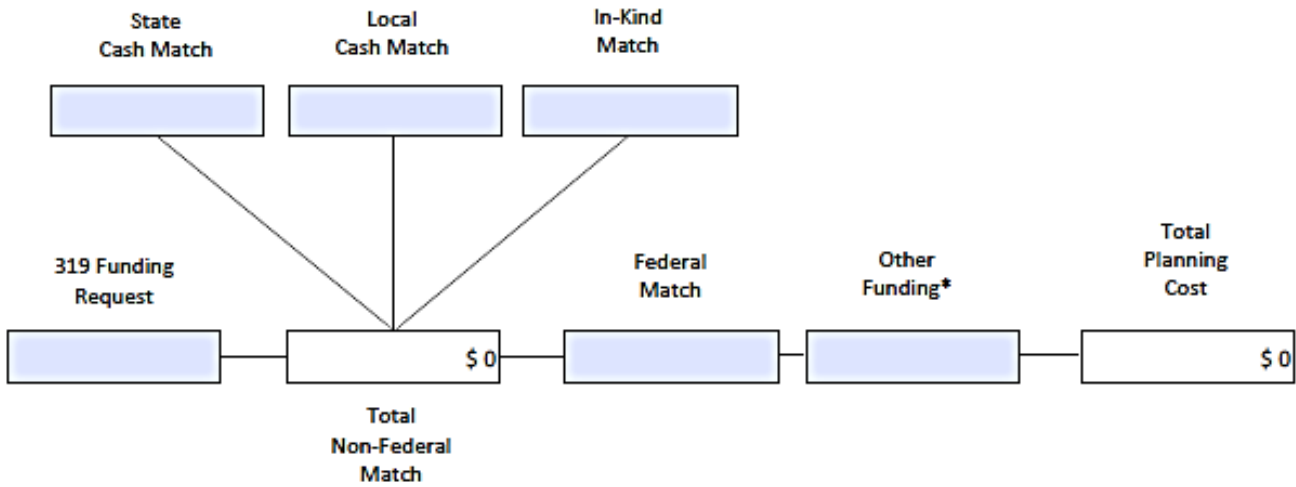 State
Cash Match
Local
Cash Match
In-Kind
Match
319 Funding
Request
$ 0
Total
Non-Federal
Match
Federal
Match
Other
Funding*
Total
Planning
Cost
$ 0